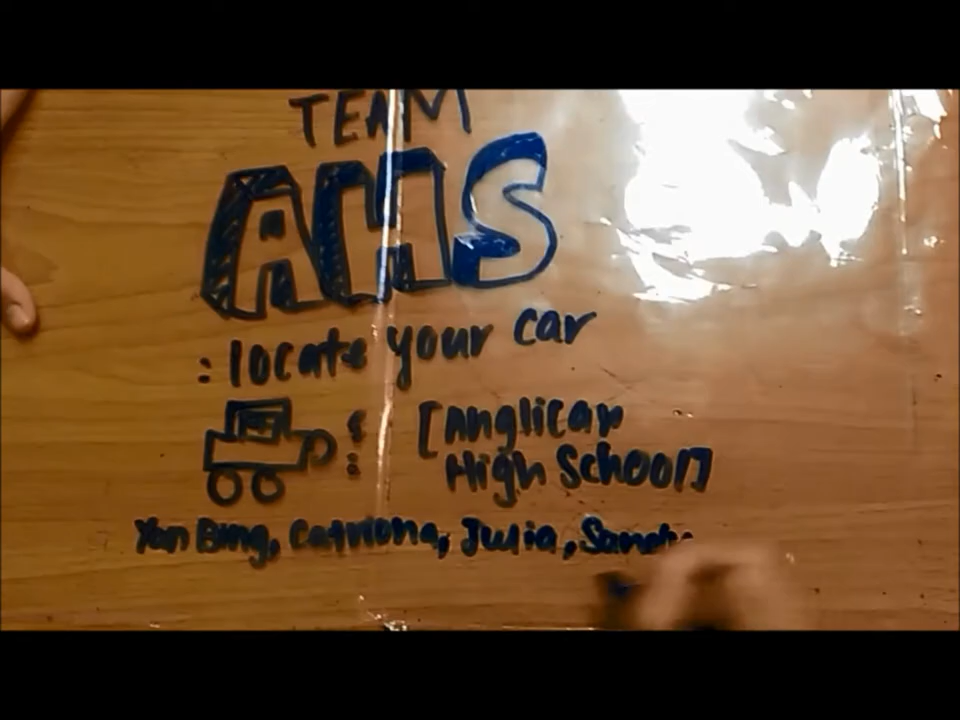 TEAM
AHS
: locate your car
[Anglican
High School]
Yan Bing, Catriona, Julia,